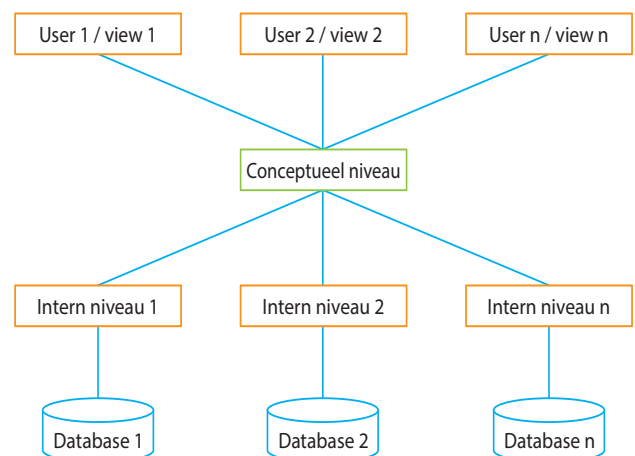 User 1 / view 1
User 2 / view 2
User n / view n
Conceptueel niveau
Intern niveau 1
Intern niveau 2
Intern niveau n
Database 1
Database 2
Database n